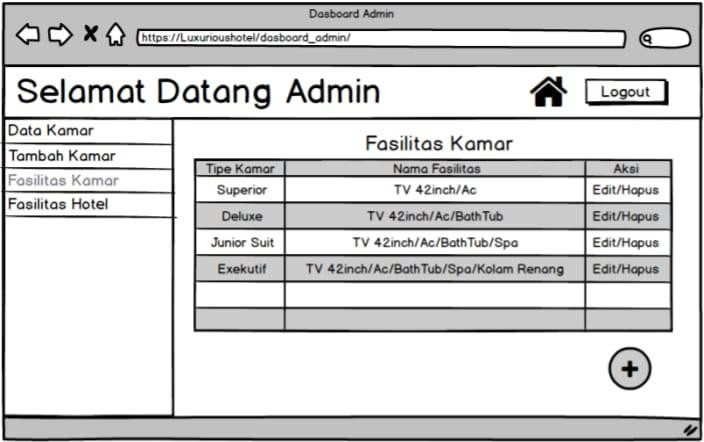 Dasboard Admin
https://Luxurioushotel/dasboard_admin/
Selamat Datang Admin
Logout
Data Kamar
Tambah Kamar
Fasilitas Kamar
Fasilitas Hotel
Fasilitas Kamar
Tipe Kamar Nama Fasilitas Aksi
Superior TV 42inch/Ac Edit/Hapus
Deluxe TV 42inch/Ac/BathTub Edit/Hapus
Junior Suit TV 42inch/Ac/BathTub/Spa Edit/Hapus
Exekutif TV 42inch/Ac/BathTub/Spa/Kolam Renang Edit/Hapus
+